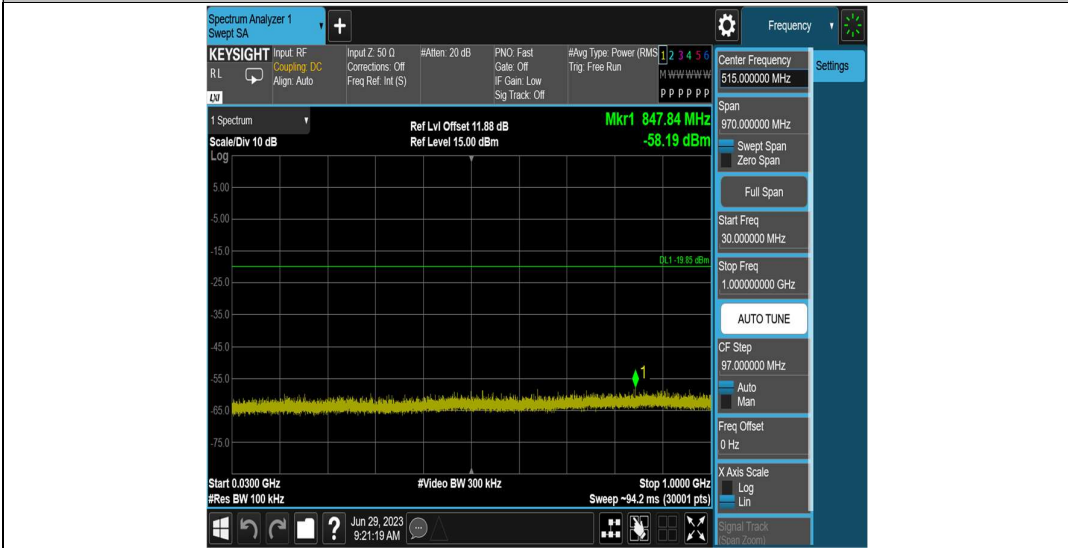 Spectrum Analyzer 1
Swept SA
+
Frequency
KEYSIGHT
RL
LXI
Input: RF
Coupling: DC
Align: Auto
Input Z: 50 Ω
Corrections: Off
Freq Ref: Int (S)
#Atten: 20 dB
PNO: Fast
Gate: Off
IF Gain: Low
Sig Track: Off
#Avg Type: Power (RMS
Trig: Free Run
1 2 3 4 5 6
M W W W W W
P P P P P P
1 Spectrum
Scale/Div 10 dB
Ref Lvl Offset 11.88 dB
Ref Level 15.00 dBm
Mkr1 847.84 MHz
-58.19 dBm
Log
5.00
-5.00
-15.0
DL1 -19.85 dBm
-25.0
-35.0
-45.0
1
-55.0
-65.0
-75.0
Start 0.0300 GHz
#Res BW 100 kHz
#Video BW 300 kHz
Stop 1.0000 GHz
Sweep ~94.2 ms (30001 pts)
?
Jun 29, 2023
9:21:19 AM
Center Frequency
515.000000 MHz
Settings
Span
970.000000 MHz
Swept Span
Zero Span
Full Span
Start Freq
30.000000 MHz
Stop Freq
1.000000000 GHz
AUTO TUNE
CF Step
97.000000 MHz
Auto
Man
Freq Offset
0 Hz
X Axis Scale
Log
Lin
Signal Track
(Span Zoom)